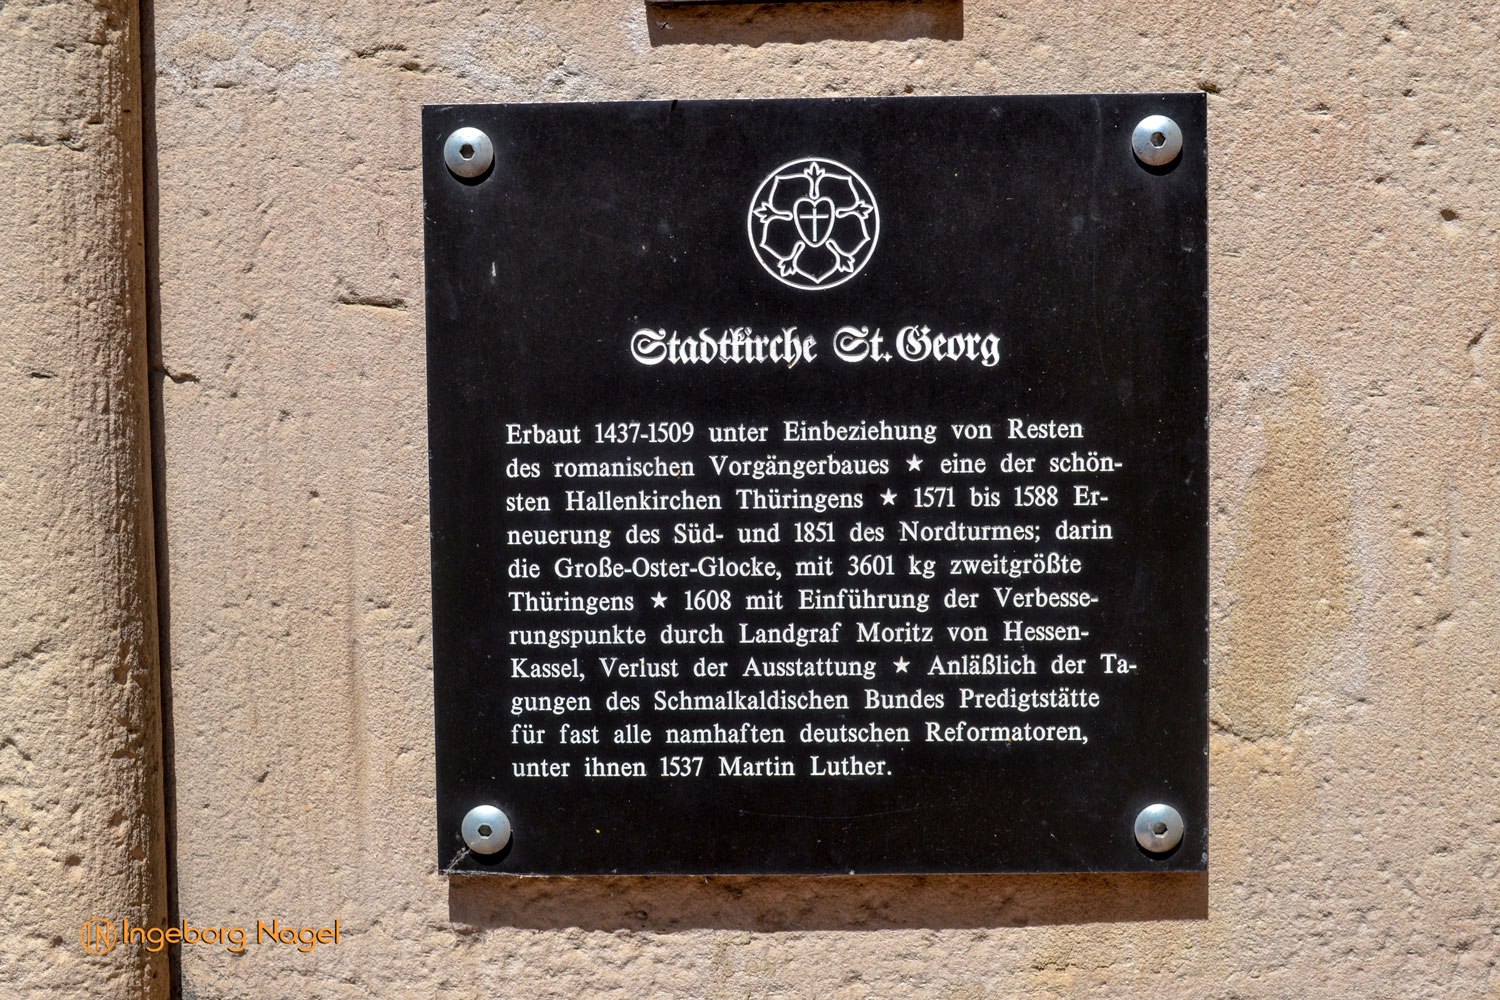 Stadtkirche St. Georg
Erbaut 1437-1509 unter Einbeziehung von Resten
des romanischen Vorgängerbaues ★ eine der schön-
sten Hallenkirchen Thüringens ★ 1571 bis 1588 Er-
neuerung des Süd- und 1851 des Nordturmes; darin
die Große-Oster-Glocke, mit 3601 kg zweitgrößte
Thüringens ★ 1608 mit Einführung der Verbesse-
rungspunkte durch Landgraf Moritz von Hessen-
Kassel, Verlust der Ausstattung ★ Anläßlich der Ta-
gungen des Schmalkaldischen Bundes Predigtstätte
für fast alle namhaften deutschen Reformatoren,
unter ihnen 1537 Martin Luther.
IN Ingeborg Nagel